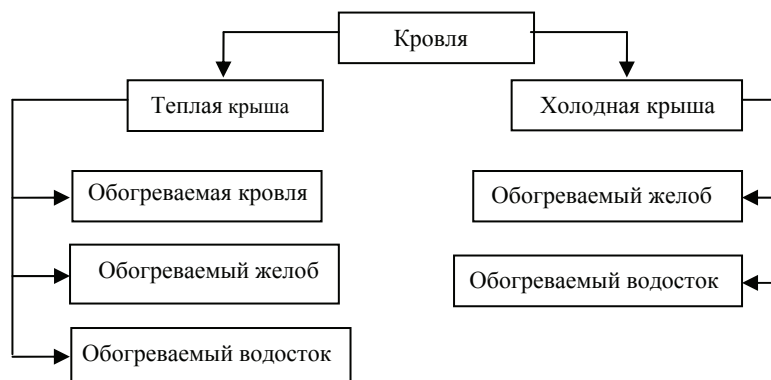 Кровля
Теплая крыша
Холодная крыша
Обогреваемая кровля
Обогреваемый желоб
Обогреваемый желоб
Обогреваемый водосток
Обогреваемый водосток